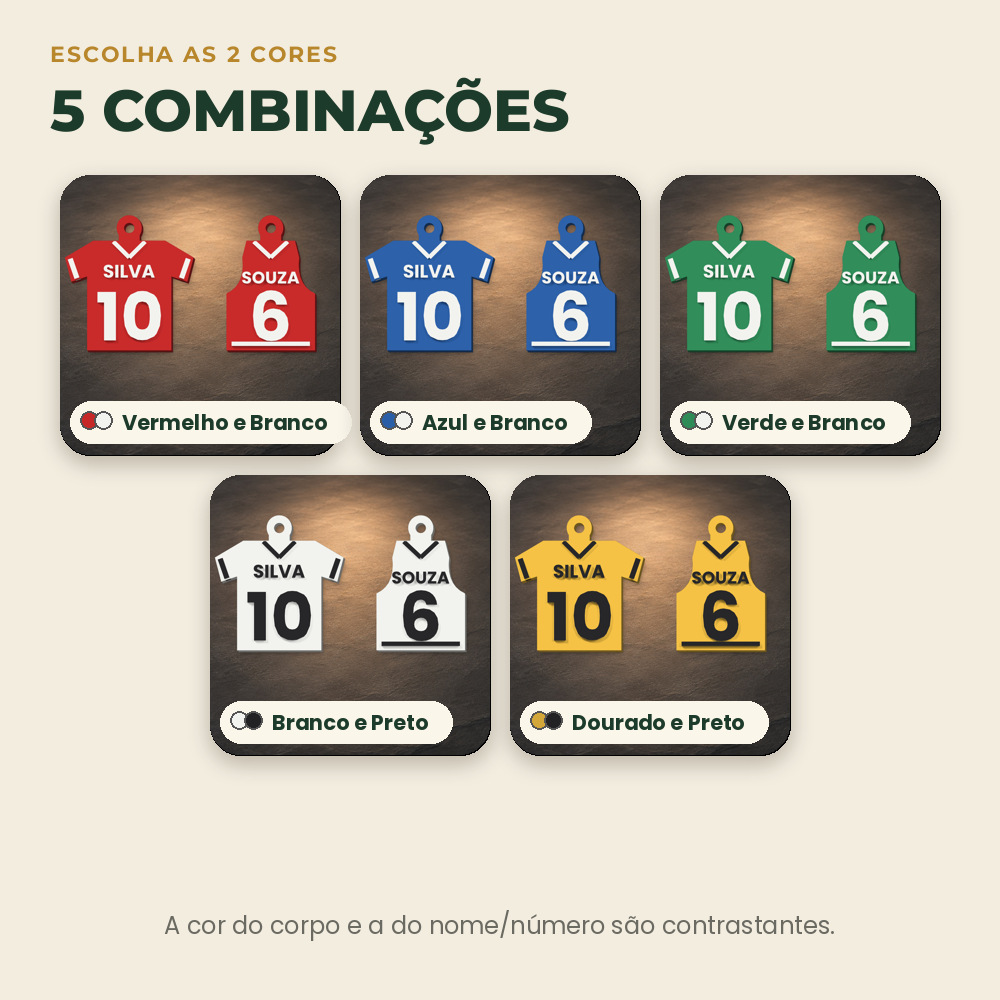 ESCOLHA AS 2 CORES
5 COMBINAÇÕES
SILVA
10
SOUZA
6
Vermelho e Branco
SILVA
10
SOUZA
6
Azul e Branco
SILVA
10
SOUZA
6
Verde e Branco
SILVA
10
SOUZA
6
Branco e Preto
SILVA
10
SOUZA
6
Dourado e Preto
A cor do corpo e a do nome/número são contrastantes.